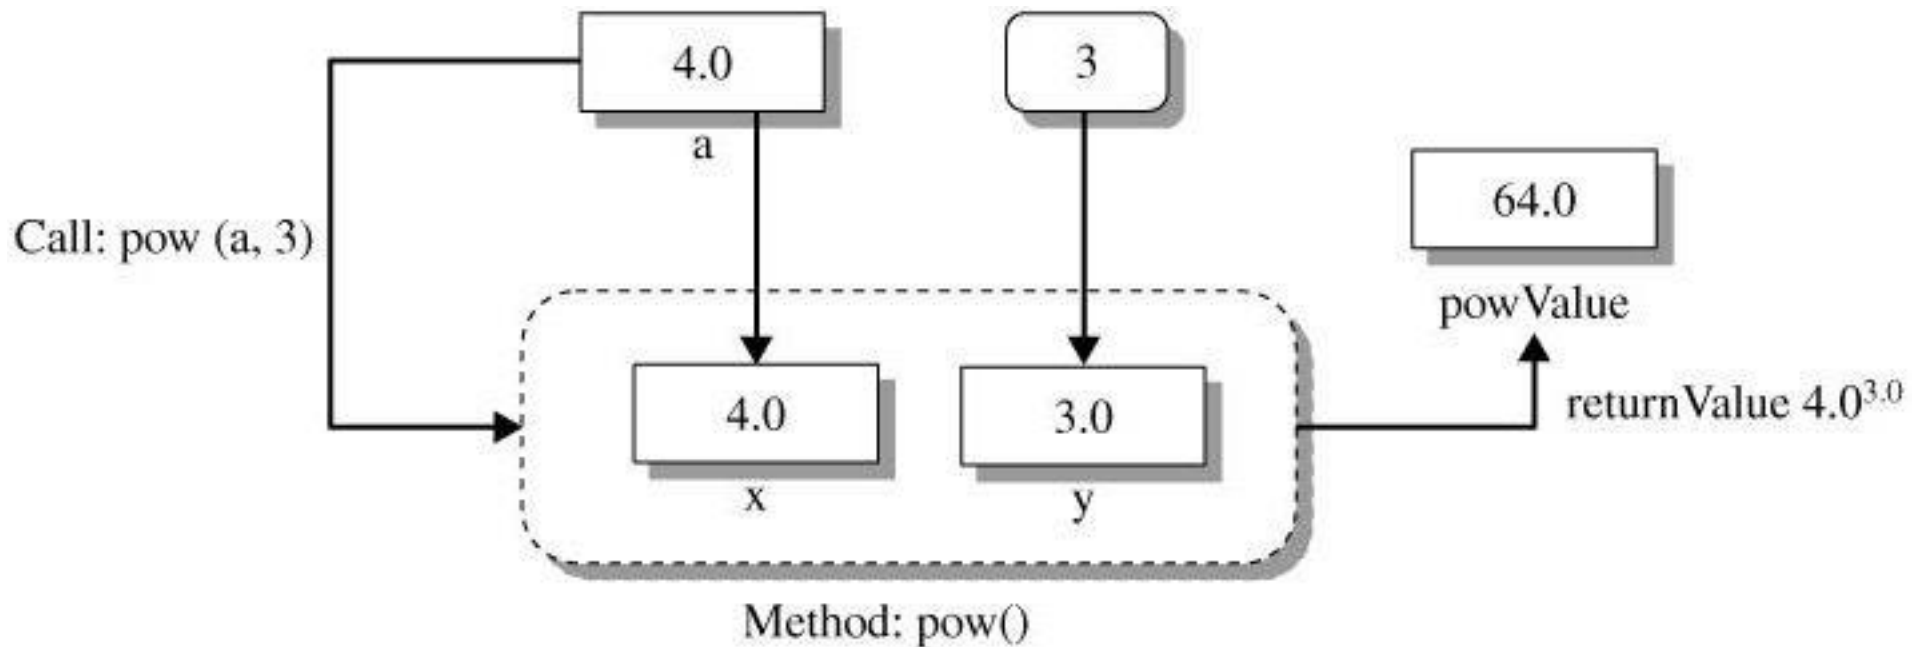 4.0
3
a
64.0
Call: pow (a, 3)
powValue
4.0
3.0
returnValue 4.0^3.0
x
y
Method: pow()